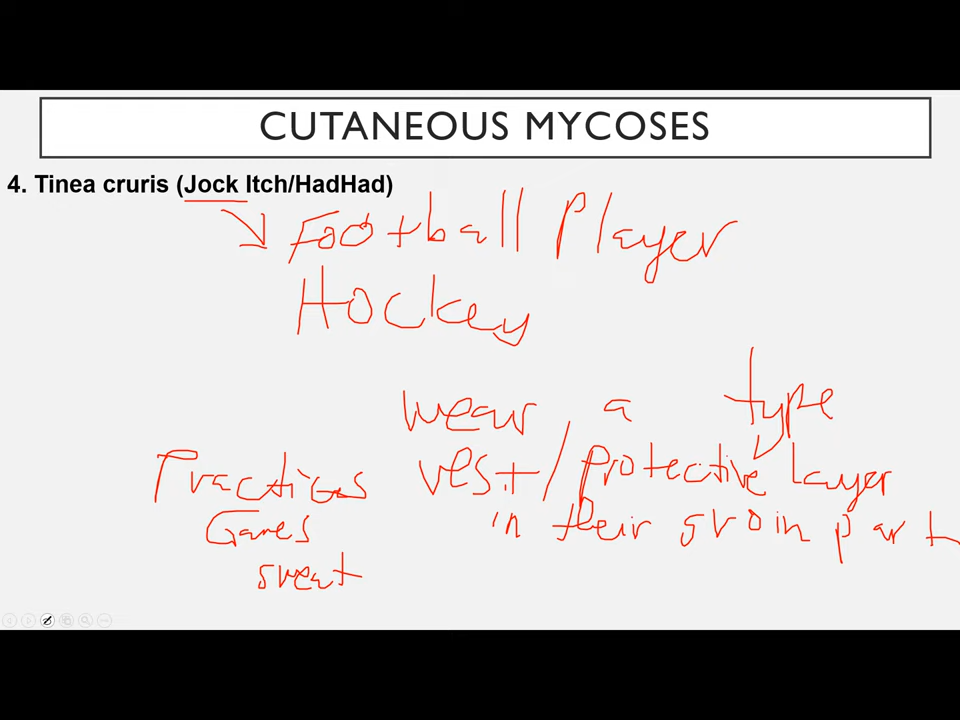 CUTANEOUS MYCOSES
4. Tinea cruris (Jock Itch/HadHad)
Football Player
Hockey
wear a type
vest/protective layer
in their groin part
Practices
Games
sweat